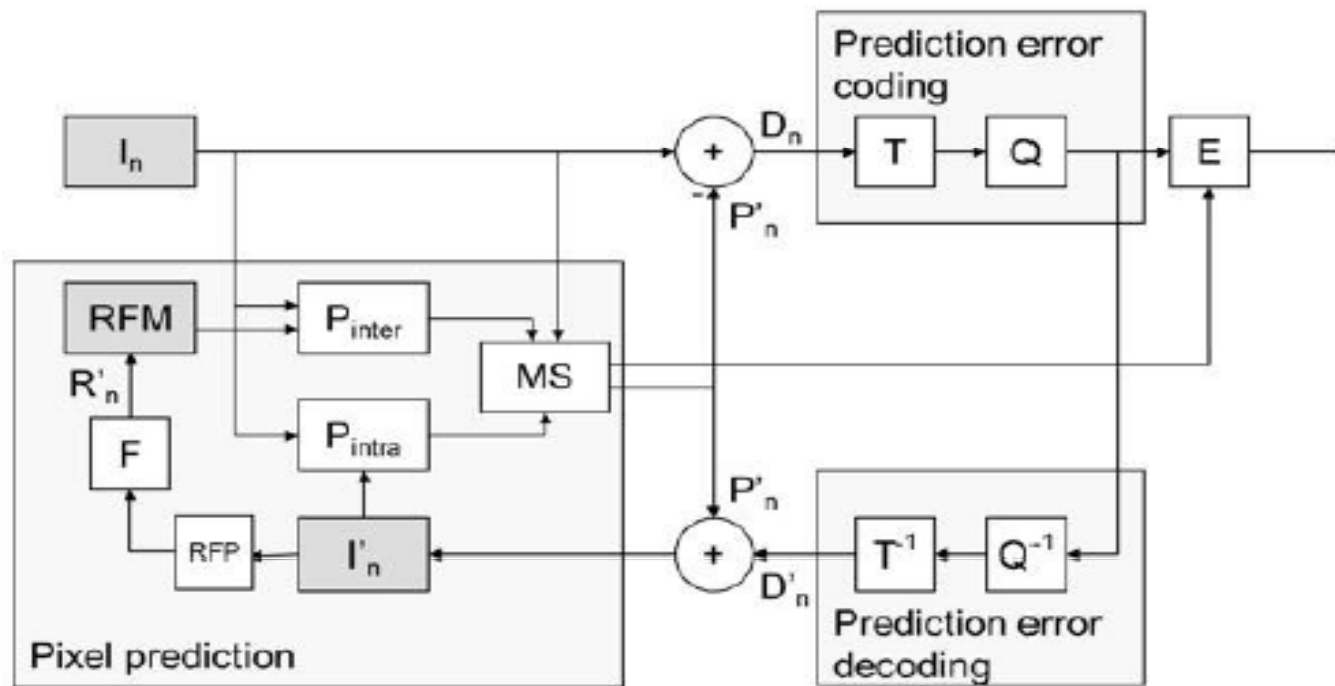 Prediction error
coding
I_n
+
-
D_n
T
Q
E
P'_n
RFM
P_inter
MS
R'_n
F
P_intra
P'_n
RFP
I'_n
+
D'_n
T^-1
Q^-1
Pixel prediction
Prediction error
decoding